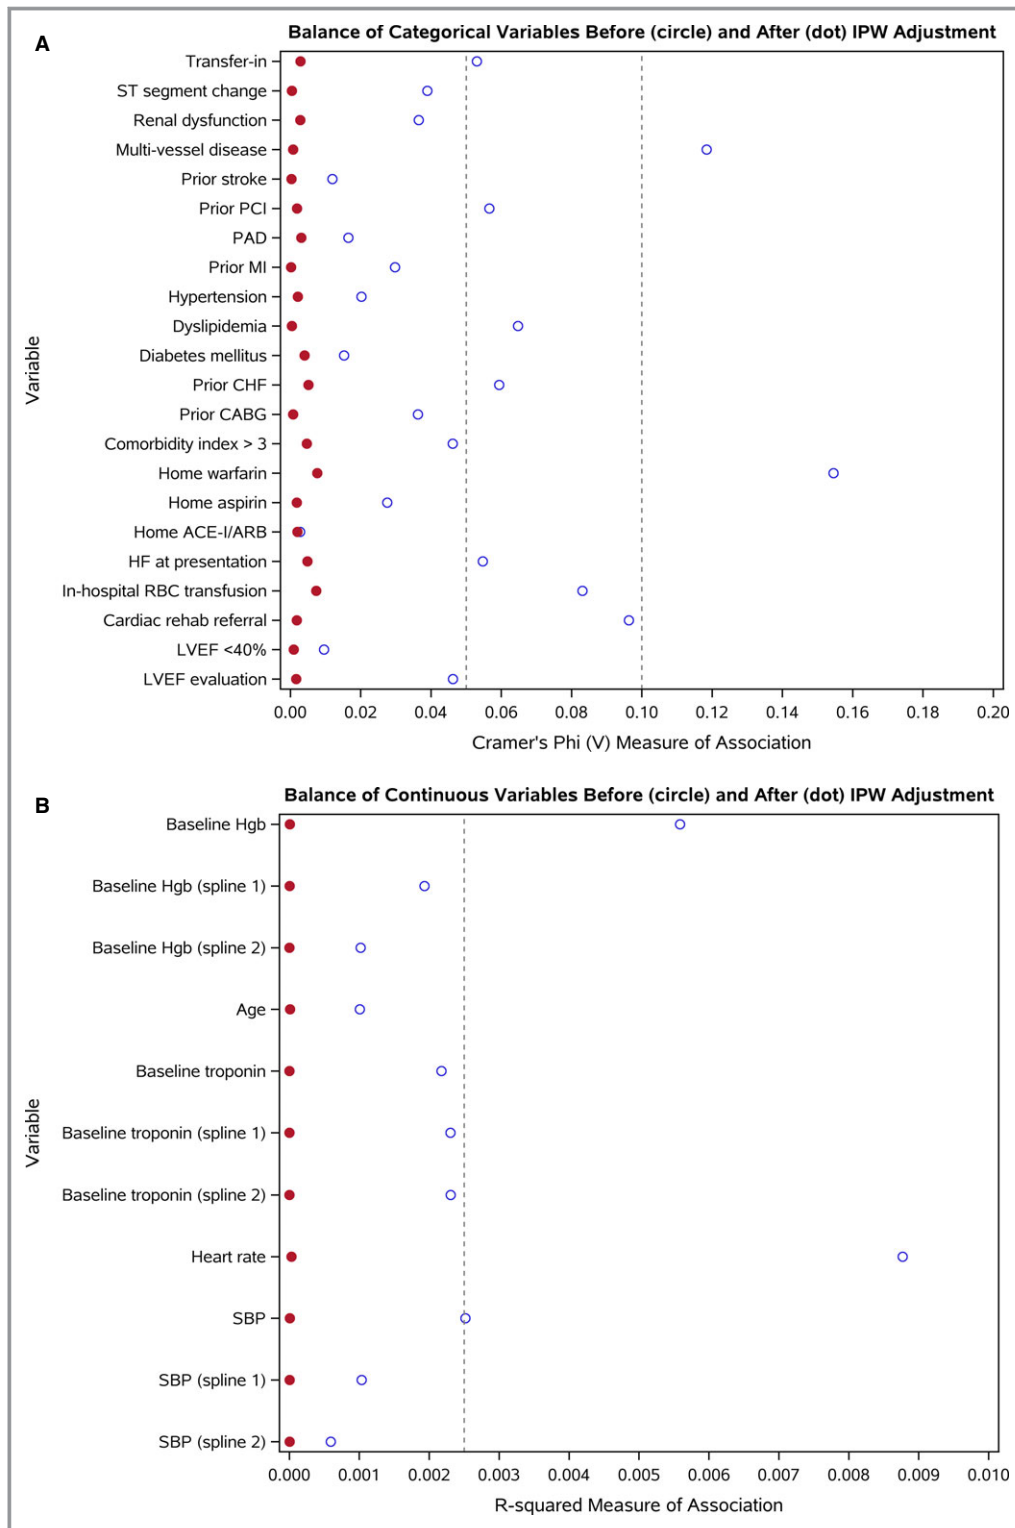 A
Balance of Categorical Variables Before (circle) and After (dot) IPW Adjustment
Variable
Transfer-in
ST segment change
Renal dysfunction
Multi-vessel disease
Prior stroke
Prior PCI
PAD
Prior MI
Hypertension
Dyslipidemia
Diabetes mellitus
Prior CHF
Prior CABG
Comorbidity index > 3
Home warfarin
Home aspirin
Home ACE-I/ARB
HF at presentation
In-hospital RBC transfusion
Cardiac rehab referral
LVEF <40%
LVEF evaluation
0.00 0.02 0.04 0.06 0.08 0.10 0.12 0.14 0.16 0.18 0.20
Cramer's Phi (V) Measure of Association
B
Balance of Continuous Variables Before (circle) and After (dot) IPW Adjustment
Variable
Baseline Hgb
Baseline Hgb (spline 1)
Baseline Hgb (spline 2)
Age
Baseline troponin
Baseline troponin (spline 1)
Baseline troponin (spline 2)
Heart rate
SBP
SBP (spline 1)
SBP (spline 2)
0.000 0.001 0.002 0.003 0.004 0.005 0.006 0.007 0.008 0.009 0.010
R-squared Measure of Association